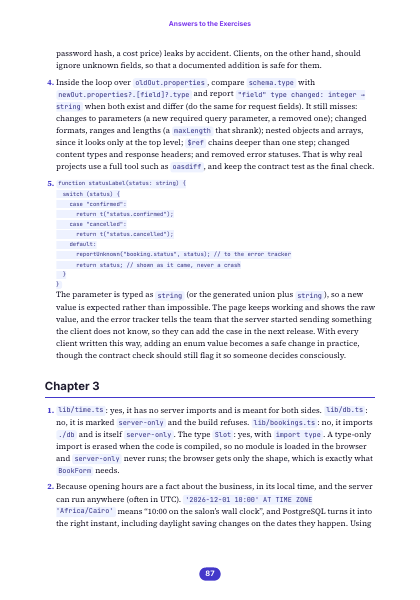 Answers to the Exercises
password hash, a cost price) leaks by accident. Clients, on the other hand, should
ignore unknown fields, so that a documented addition is safe for them.
4. Inside the loop over oldOut.properties, compare schema.type with
newOut.properties?.[field]?.type and report "field" type changed: integer →
string when both exist and differ (do the same for request fields). It still misses:
changes to parameters (a new required query parameter, a removed one); changed
formats, ranges and lengths (a maxLength that shrank); nested objects and arrays,
since it looks only at the top level; $ref chains deeper than one step; changed
content types and response headers; and removed error statuses. That is why real
projects use a full tool such as oasdiff, and keep the contract test as the final check.
5. function statusLabel(status: string) {
switch (status) {
case "confirmed":
return t("status.confirmed");
case "cancelled":
return t("status.cancelled");
default:
reportUnknown("booking.status", status); // to the error tracker
return status; // shown as it came, never a crash
}
}
The parameter is typed as string (or the generated union plus string), so a new
value is expected rather than impossible. The page keeps working and shows the raw
value, and the error tracker tells the team that the server started sending something
the client does not know, so they can add the case in the next release. With every
client written this way, adding an enum value becomes a safe change in practice,
though the contract check should still flag it so someone decides consciously.
Chapter 3
1. lib/time.ts: yes, it has no server imports and is meant for both sides. lib/db.ts:
no, it is marked server-only and the build refuses. lib/bookings.ts: no, it imports
./db and is itself server-only. The type Slot: yes, with import type. A type-only
import is erased when the code is compiled, so no module is loaded in the browser
and server-only never runs; the browser gets only the shape, which is exactly what
BookForm needs.
2. Because opening hours are a fact about the business, in its local time, and the server
can run anywhere (often in UTC). '2026-12-01 10:00' AT TIME ZONE
'Africa/Cairo' means "10:00 on the salon's wall clock", and PostgreSQL turns it into
the right instant, including daylight saving changes on the dates they happen. Using
87